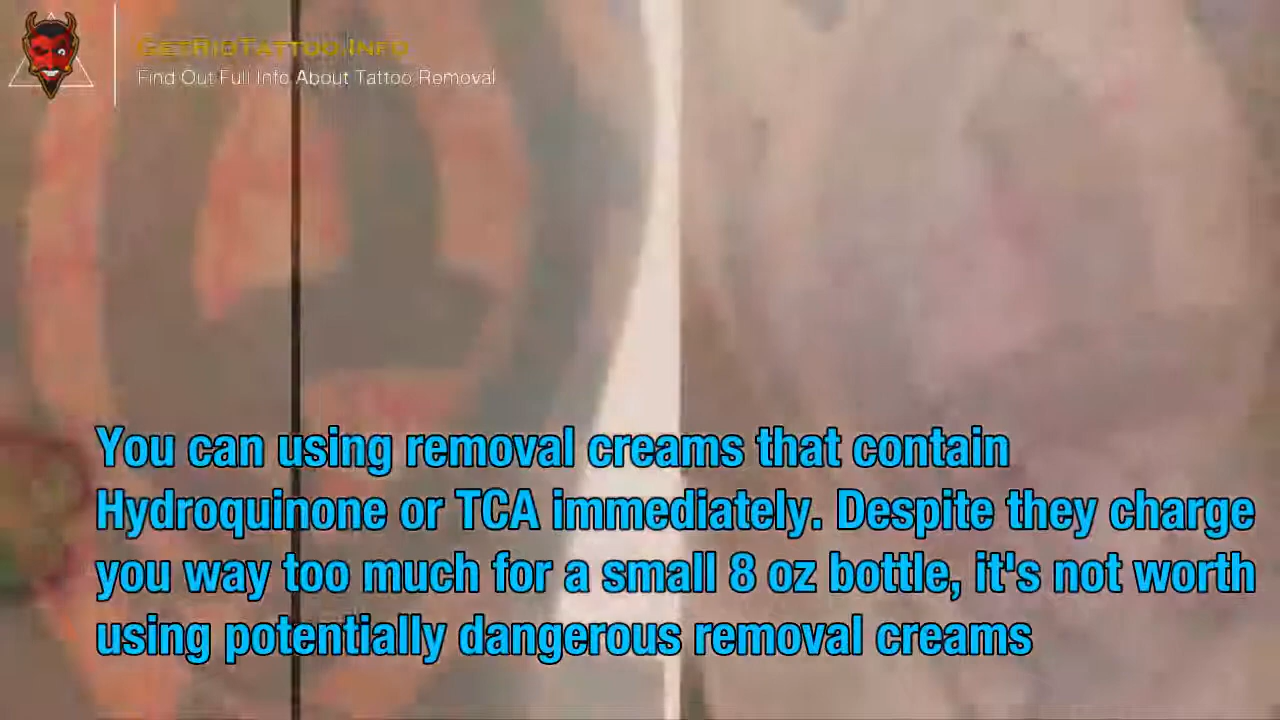 GetRidTattoo.Info
Find Out Full Info About Tattoo Removal
You can using removal creams that contain
Hydroquinone or TCA immediately. Despite they charge
you way too much for a small 8 oz bottle, it's not worth
using potentially dangerous removal creams